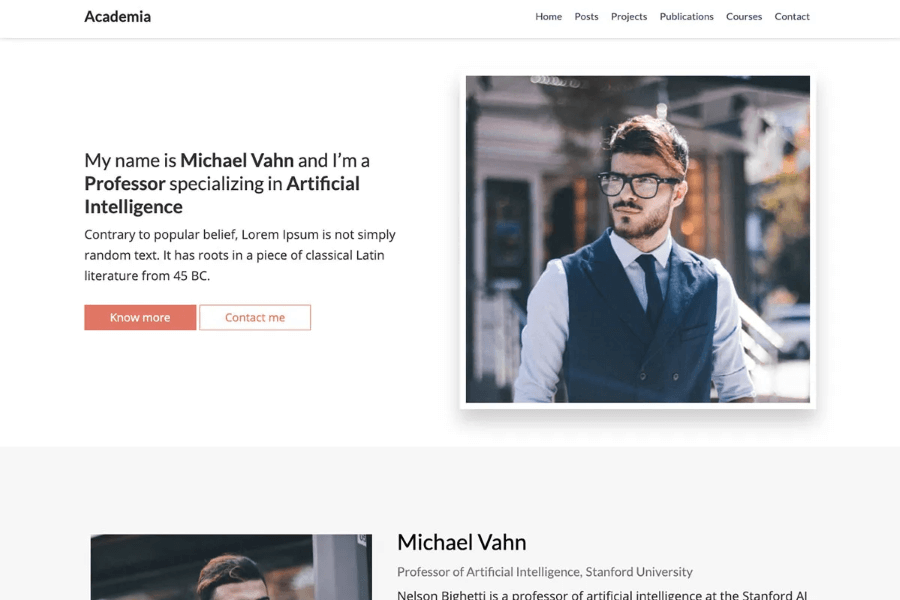 Academia
Home Posts Projects Publications Courses Contact
My name is Michael Vahn and I'm a
Professor specializing in Artificial
Intelligence
Contrary to popular belief, Lorem Ipsum is not simply
random text. It has roots in a piece of classical Latin
literature from 45 BC.
Know more Contact me
Michael Vahn
Professor of Artificial Intelligence, Stanford University
Nelson Bighetti is a professor of artificial intelligence at the Stanford AI